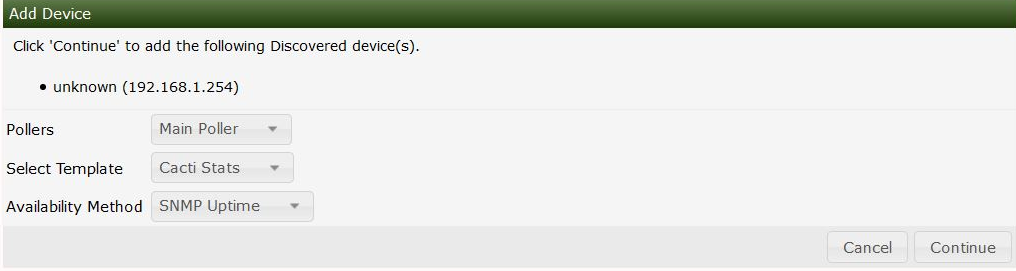 Add Device
Click 'Continue' to add the following Discovered device(s).
• unknown (192.168.1.254)
Pollers Main Poller
Select Template Cacti Stats
Availability Method SNMP Uptime
Cancel Continue